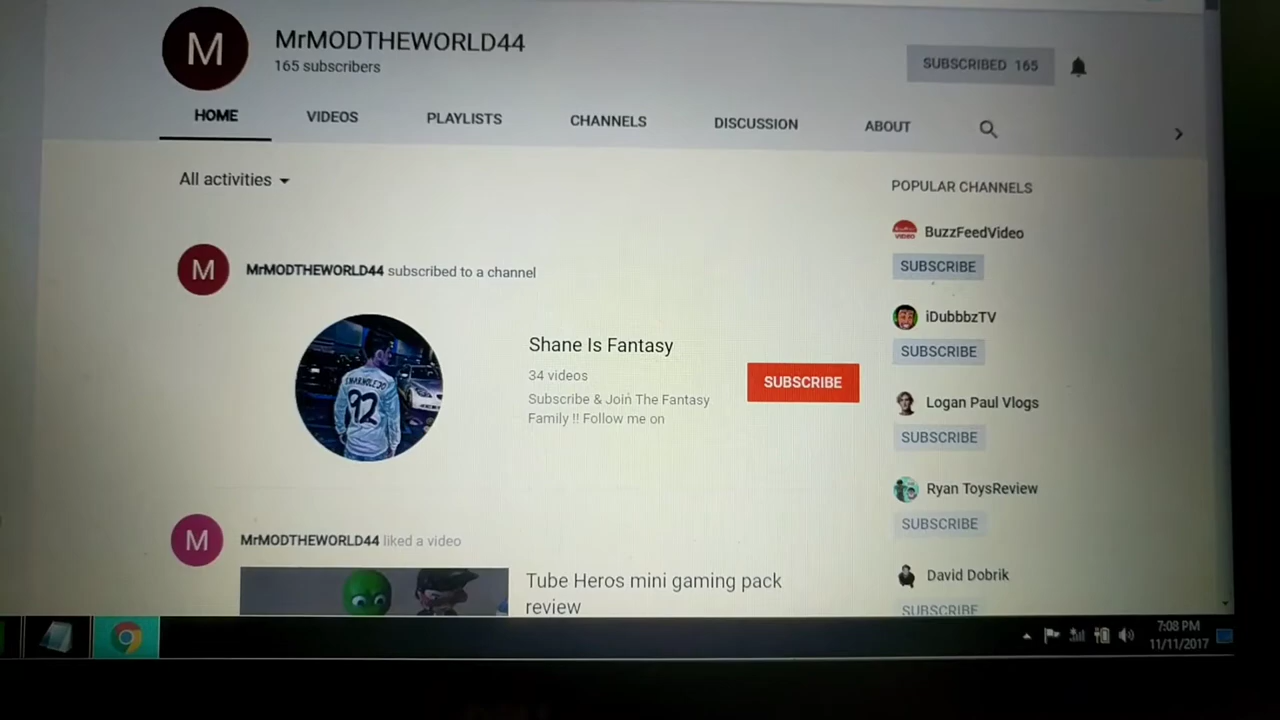 M
MrMODTHEWORLD44
165 subscribers
SUBSCRIBED 165
HOME
VIDEOS
PLAYLISTS
CHANNELS
DISCUSSION
ABOUT
All activities
M
MrMODTHEWORLD44 subscribed to a channel
92
Shane Is Fantasy
34 videos
Subscribe & Join The Fantasy
Family !! Follow me on
SUBSCRIBE
M
MrMODTHEWORLD44 liked a video
Tube Heros mini gaming pack
review
POPULAR CHANNELS
BuzzFeedVideo
SUBSCRIBE
iDubbbzTV
SUBSCRIBE
Logan Paul Vlogs
SUBSCRIBE
Ryan ToysReview
SUBSCRIBE
David Dobrik
SUBSCRIBE
7:08 PM
11/11/2017